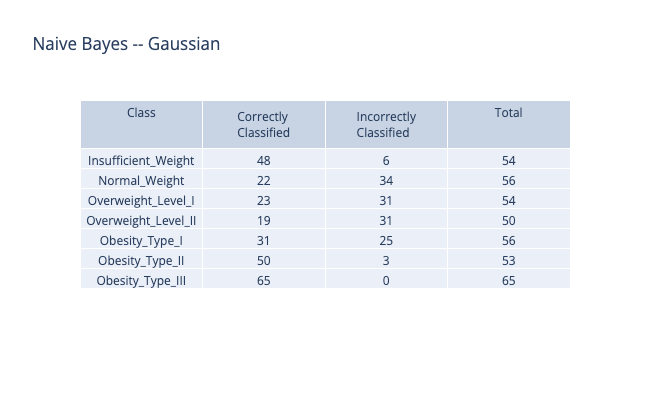 Naive Bayes -- Gaussian
Class Correctly Classified Incorrectly Classified Total
Insufficient_Weight 48 6 54
Normal_Weight 22 34 56
Overweight_Level_I 23 31 54
Overweight_Level_II 19 31 50
Obesity_Type_I 31 25 56
Obesity_Type_II 50 3 53
Obesity_Type_III 65 0 65